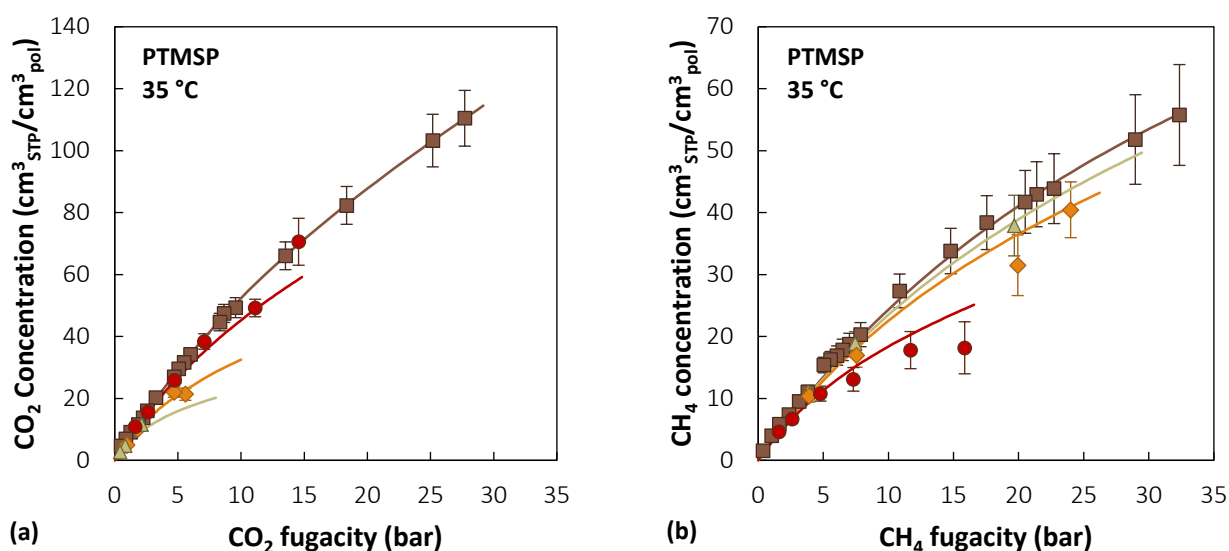 CO₂ Concentration (cm³STP/cm³pol)
140
120
100
80
60
40
20
0
PTMSP
35 °C
0 5 10 15 20 25 30 35
(a)
CO₂ fugacity (bar)
CH₄ concentration (cm³STP/cm³pol)
70
60
50
40
30
20
10
0
PTMSP
35 °C
0 5 10 15 20 25 30 35
(b)
CH₄ fugacity (bar)